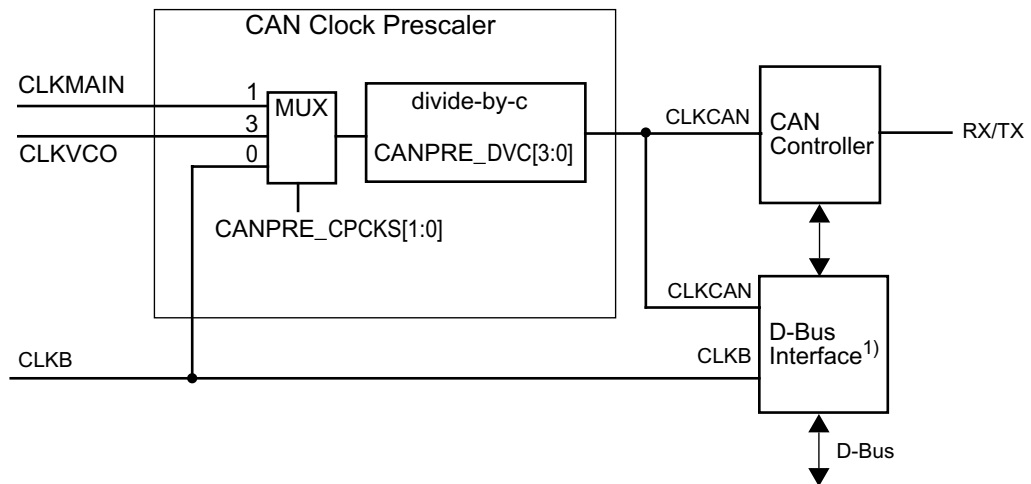 CAN Clock Prescaler
CLKMAIN
1
MUX
divide-by-c
CLKCAN
CAN
Controller
RX/TX
3
CLKVCO
0
CANPRE_DVC[3:0]
CANPRE_CPCKS[1:0]
CLKCAN
D-Bus
Interface1)
CLKB
CLKB
D-Bus